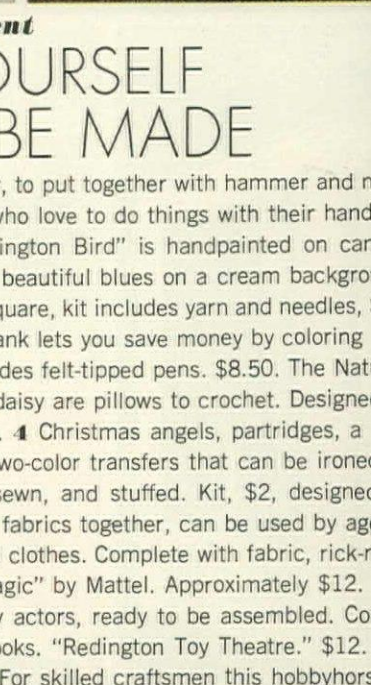 ent
OURSELF
BE MADE
, to put together with hammer and
who love to do things with their hand
ington Bird" is handpainted on can
beautiful blues on a cream backgro
quare, kit includes yarn and needles,
ank lets you save money by coloring
des felt-tipped pens. $8.50. The Nat
daisy are pillows to crochet. Designe
. 4 Christmas angels, partridges, a
wo-color transfers that can be ironed
sewn, and stuffed. Kit, $2, designed
fabrics together, can be used by age
clothes. Complete with fabric, rick-r
agic" by Mattel. Approximately $12.
y actors, ready to be assembled. Co
ooks. "Redington Toy Theatre." $12.
For skilled craftsmen this hobbyhors